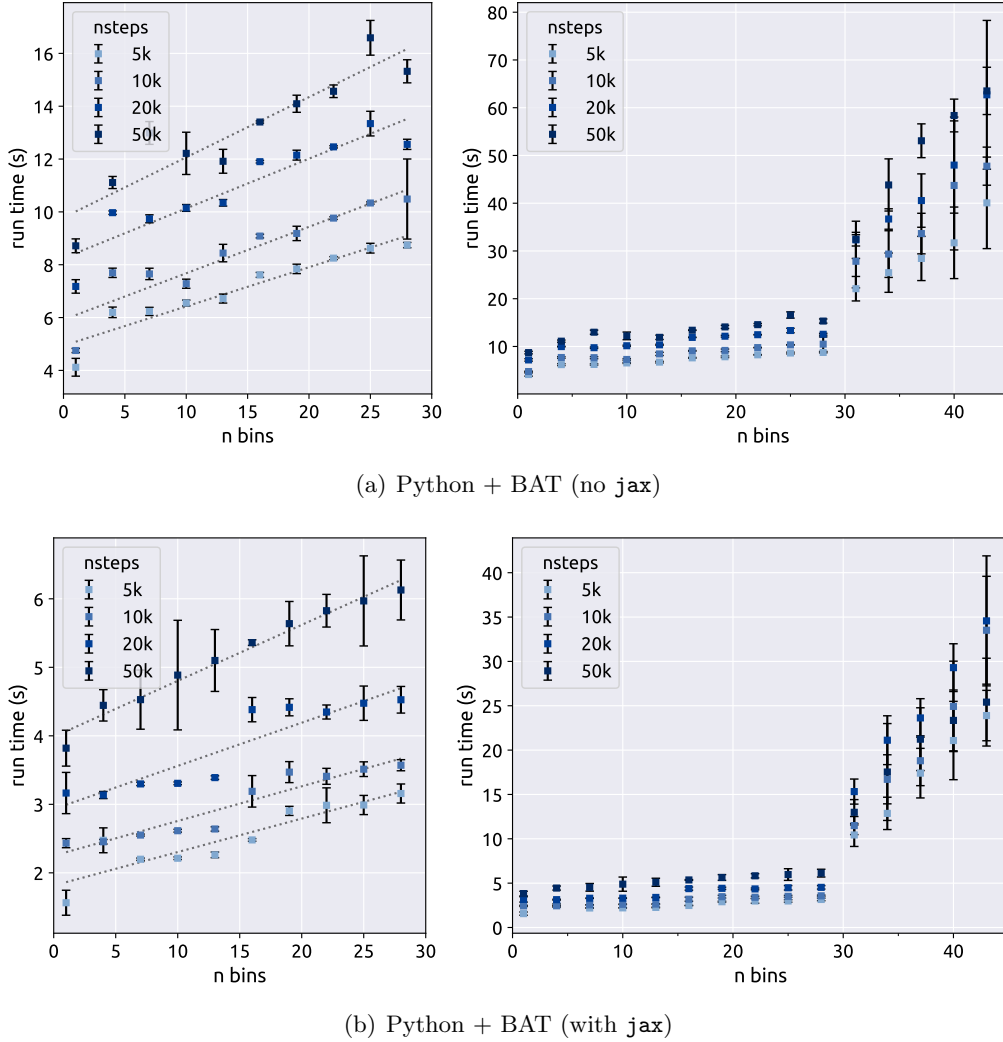 nsteps
5k
10k
20k
50k
16
14
12
10
8
6
4
run time (s)
0
5
10
15
20
25
30
n bins
nsteps
5k
10k
20k
50k
80
70
60
50
40
30
20
10
run time (s)
0
10
20
30
40
n bins
(a) Python + BAT (no jax)
nsteps
5k
10k
20k
50k
6
5
4
3
2
run time (s)
0
5
10
15
20
25
30
n bins
nsteps
5k
10k
20k
50k
40
35
30
25
20
15
10
5
0
run time (s)
0
10
20
30
40
n bins
(b) Python + BAT (with jax)